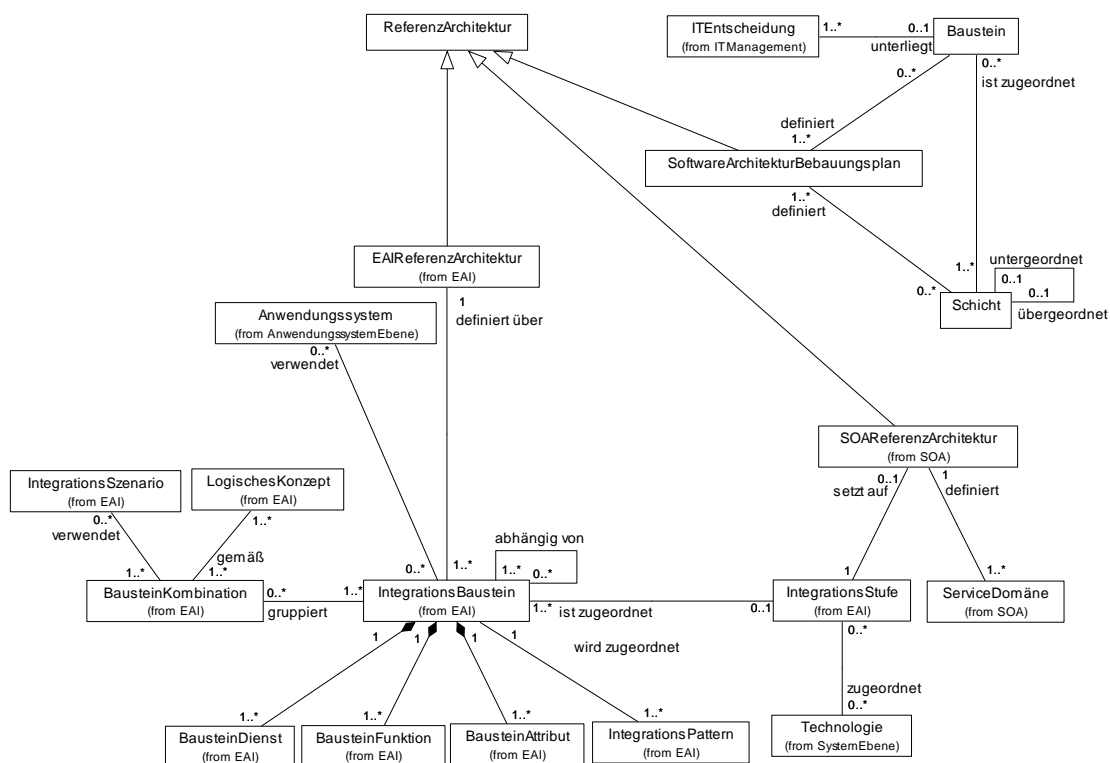 ReferenzArchitektur
ITEntscheidung
(from ITManagement)
1..*
0..1
unterliegt
Baustein
0..*
ist zugeordnet
0..*
definiert
1..*
SoftwareArchitekturBebauungsplan
1..*
definiert
EAIReferenzArchitektur
(from EAI)
1
definiert über
1..*
untergeordnet
0..1
0..1
0..*
Schicht
übergeordnet
Anwendungssystem
(from AnwendungssystemEbene)
0..*
verwendet
SOAReferenzArchitektur
(from SOA)
0..1
setzt auf
1
definiert
IntegrationsSzenario
(from EAI)
0..*
verwendet
LogischesKonzept
(from EAI)
1..*
gemäß
1..*
1..*
abhängig von
1..*
0..*
0..*
1..*
1
1..*
BausteinKombination
(from EAI)
0..*
gruppiert
1..*
IntegrationsBaustein
(from EAI)
1..*
ist zugeordnet
0..1
IntegrationsStufe
(from EAI)
ServiceDomäne
(from SOA)
1
1
1
1
wird zugeordnet
0..*
zugeordnet
0..*
1..*
1..*
1..*
1..*
BausteinDienst
(from EAI)
BausteinFunktion
(from EAI)
BausteinAttribut
(from EAI)
IntegrationsPattern
(from EAI)
Technologie
(from SystemEbene)